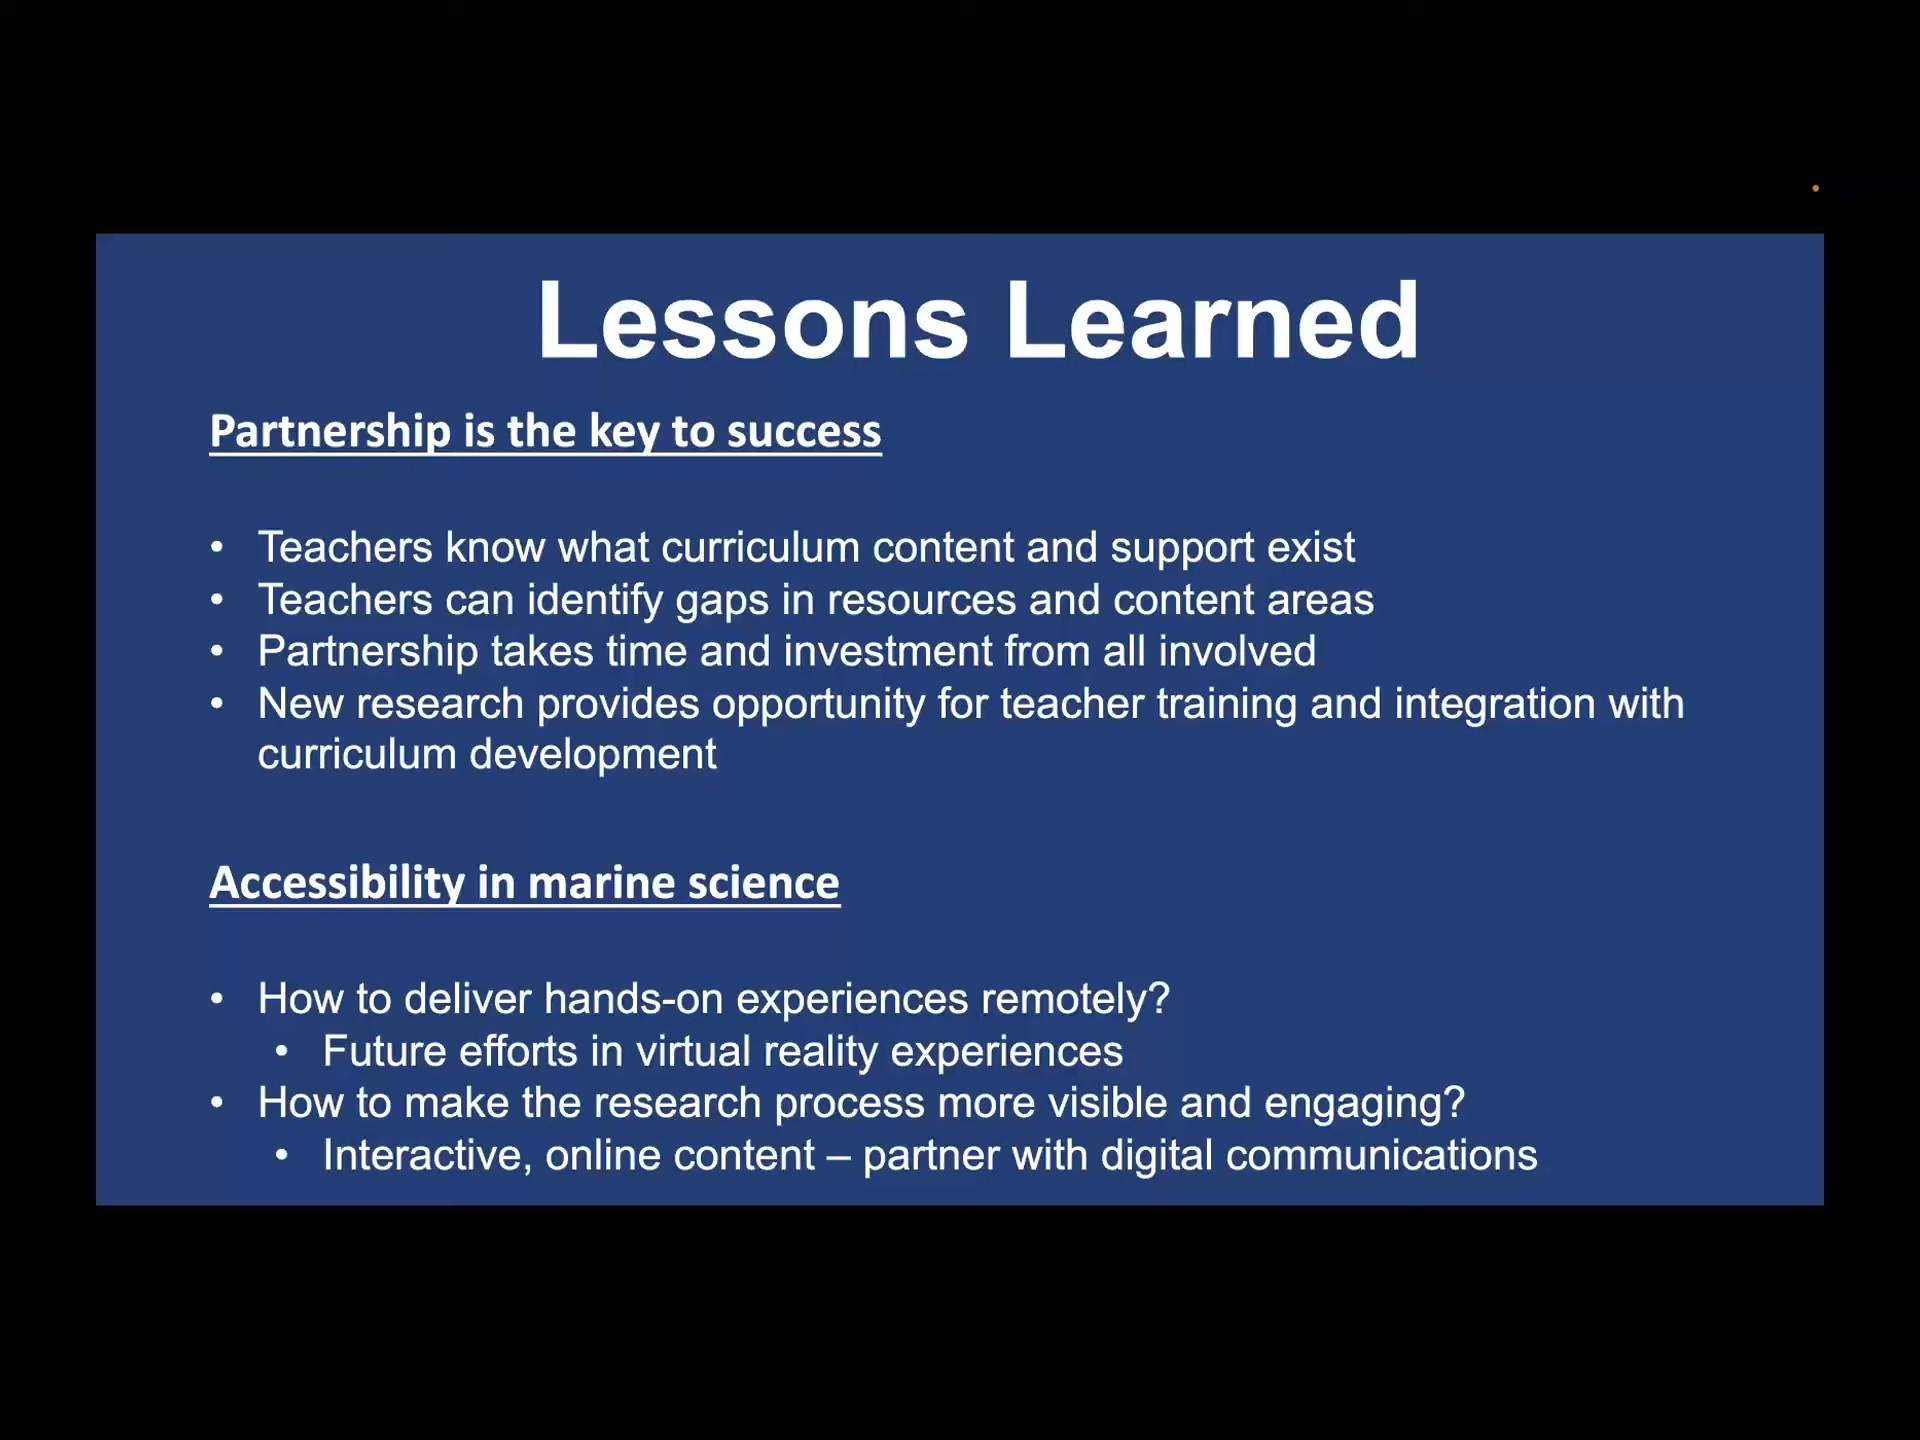 Lessons Learned
Partnership is the key to success
• Teachers know what curriculum content and support exist
• Teachers can identify gaps in resources and content areas
• Partnership takes time and investment from all involved
• New research provides opportunity for teacher training and integration with
curriculum development
Accessibility in marine science
• How to deliver hands-on experiences remotely?
• Future efforts in virtual reality experiences
• How to make the research process more visible and engaging?
• Interactive, online content – partner with digital communications